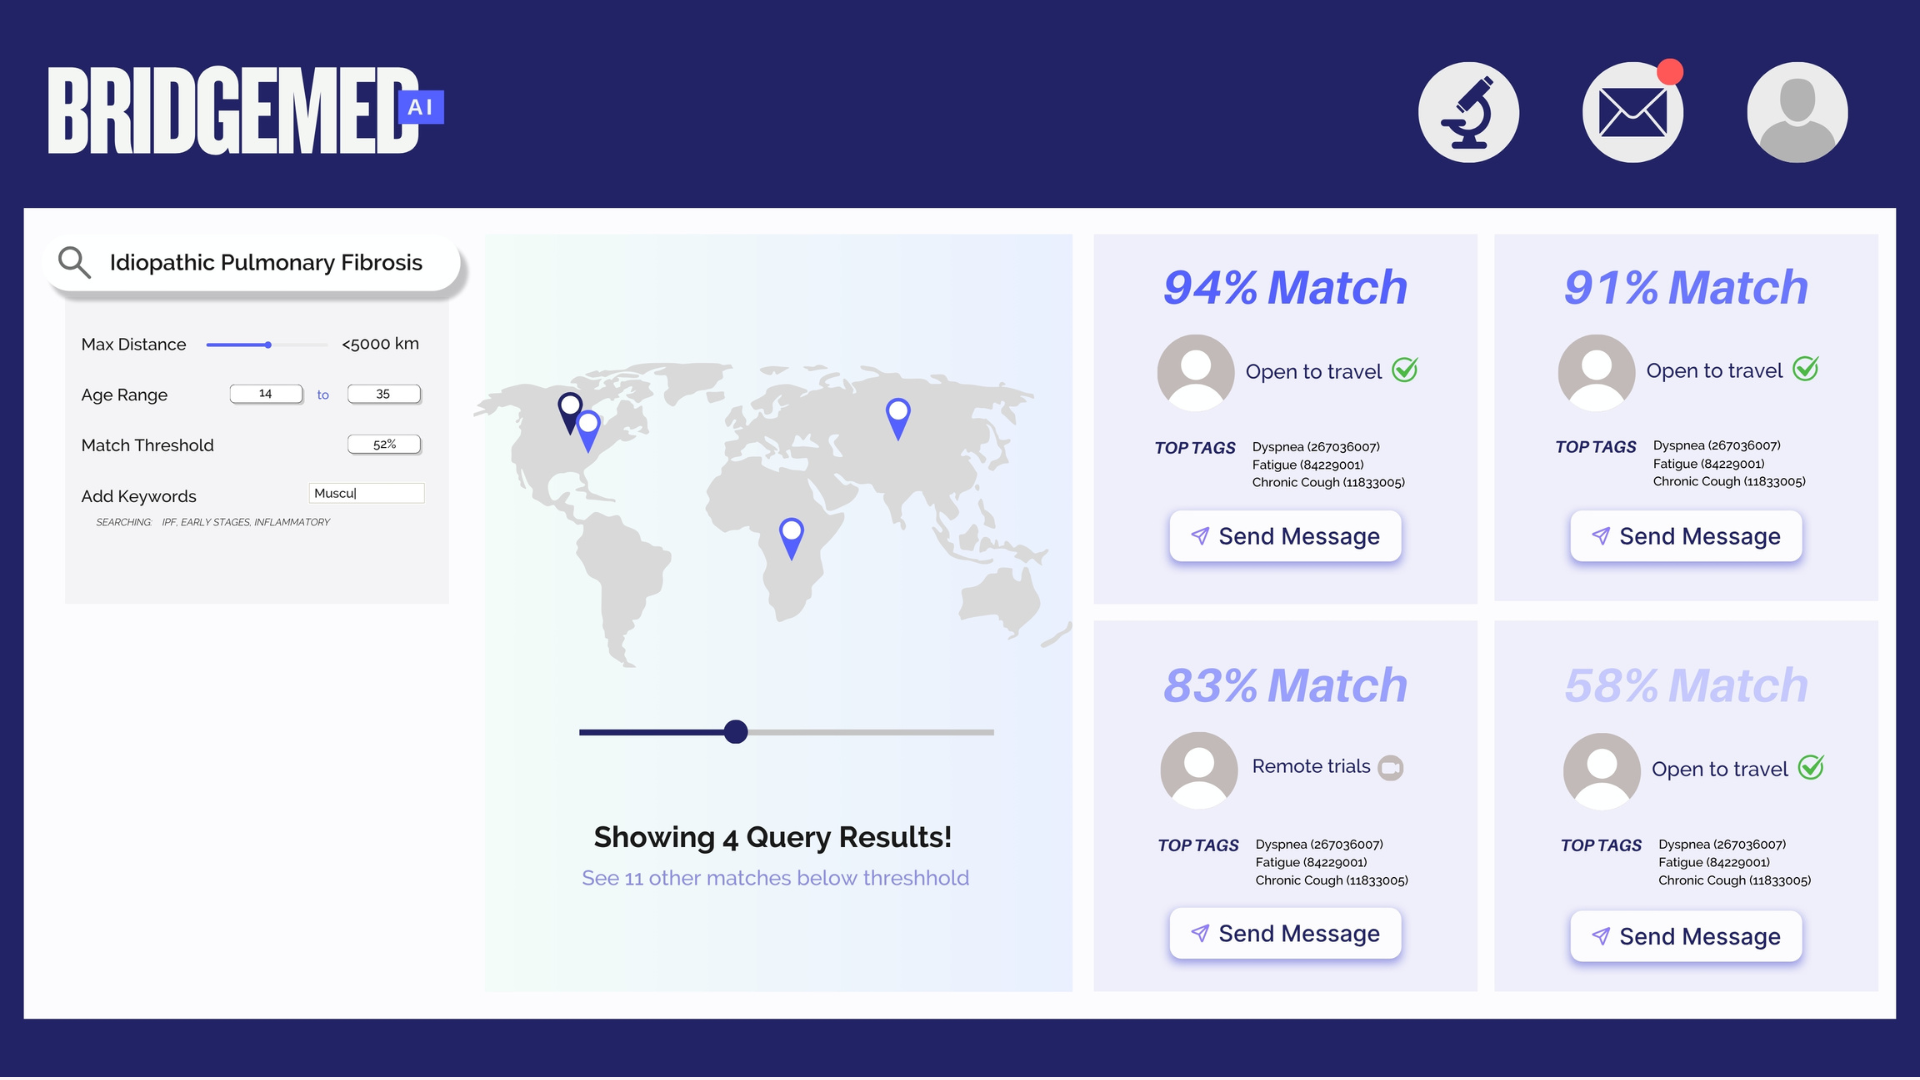 BRIDGEMED AI
Idiopathic Pulmonary Fibrosis
Max Distance <5000 km
Age Range 14 to 35
Match Threshold 52%
Add Keywords Muscu|
SEARCHING: IPF, EARLY STAGES, INFLAMMATORY
Showing 4 Query Results!
See 11 other matches below threshhold
94% Match
Open to travel
TOP TAGS Dyspnea (267036007)
Fatigue (84229001)
Chronic Cough (11833005)
Send Message
91% Match
Open to travel
TOP TAGS Dyspnea (267036007)
Fatigue (84229001)
Chronic Cough (11833005)
Send Message
83% Match
Remote trials
TOP TAGS Dyspnea (267036007)
Fatigue (84229001)
Chronic Cough (11833005)
Send Message
58% Match
Open to travel
TOP TAGS Dyspnea (267036007)
Fatigue (84229001)
Chronic Cough (11833005)
Send Message